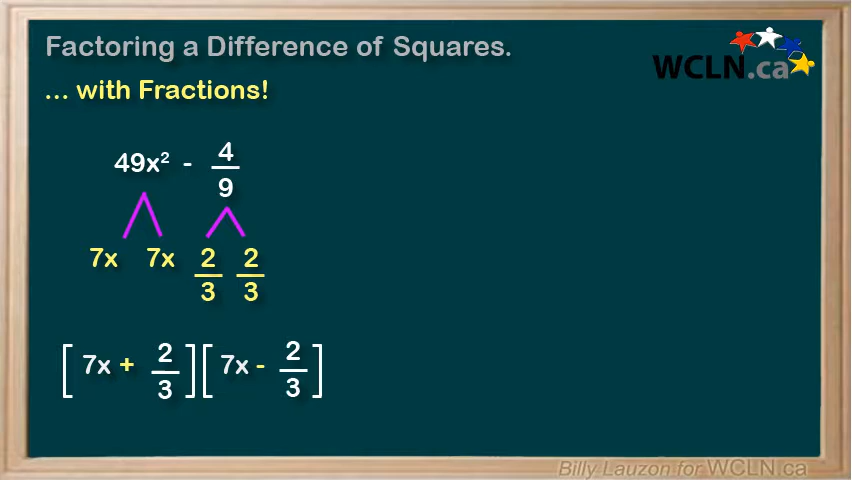 Factoring a Difference of Squares.
WCLN.ca
... with Fractions!
49x² - 4/9
7x 7x 2/3 2/3
[7x + 2/3][7x - 2/3]
Billy Lauzon for WCLN.ca